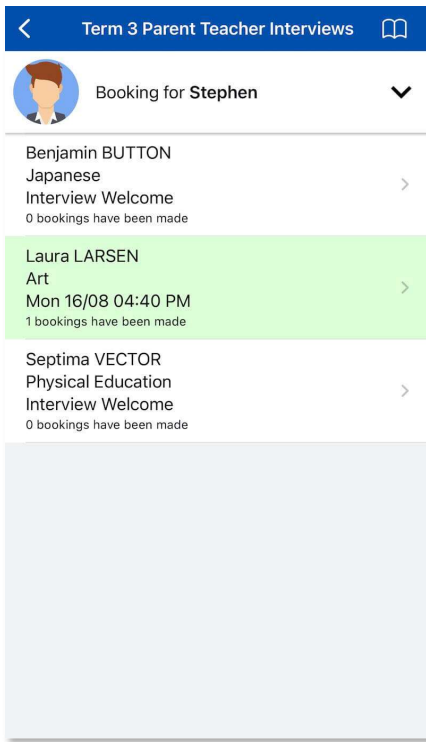 Term 3 Parent Teacher Interviews
Booking for Stephen
Benjamin BUTTON
Japanese
Interview Welcome
0 bookings have been made
Laura LARSEN
Art
Mon 16/08 04:40 PM
1 bookings have been made
Septima VECTOR
Physical Education
Interview Welcome
0 bookings have been made